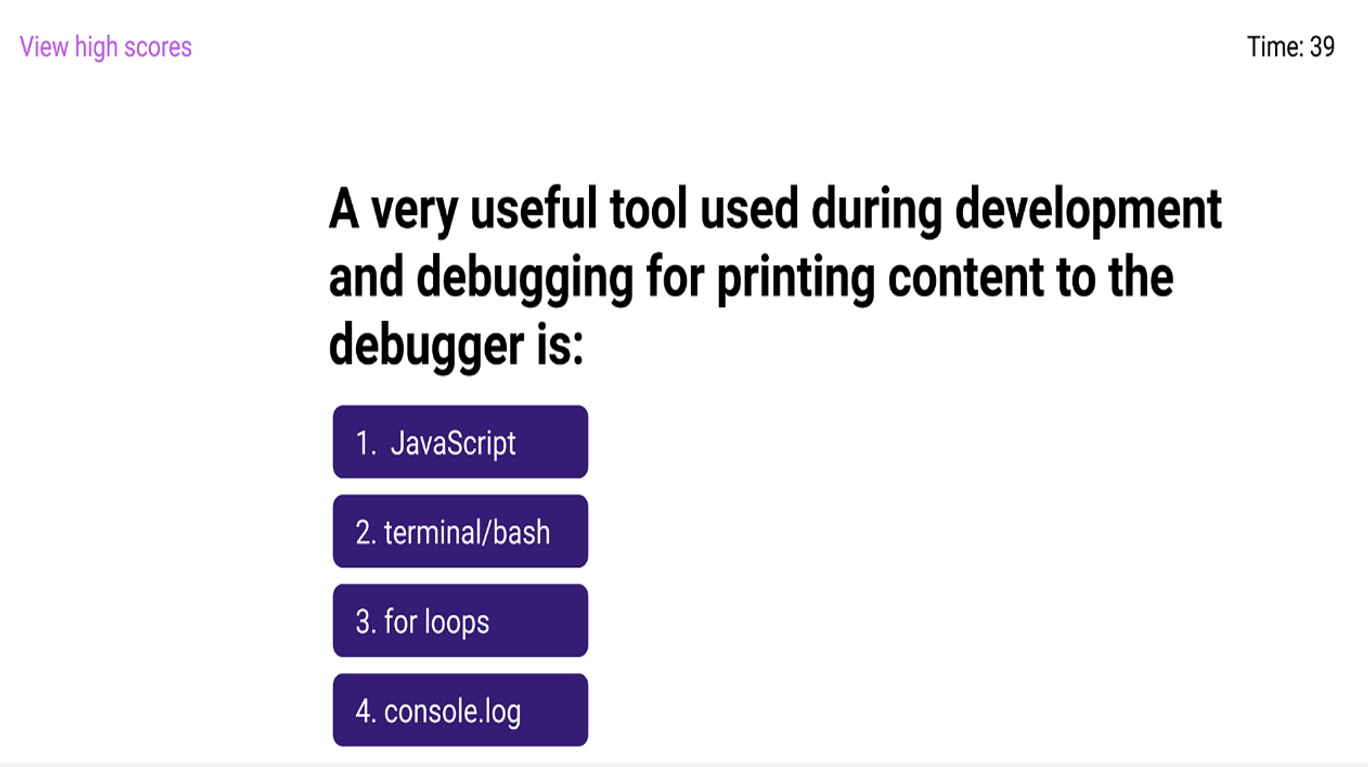 View high scores
Time: 39
A very useful tool used during development
and debugging for printing content to the
debugger is:
1. JavaScript
2. terminal/bash
3. for loops
4. console.log